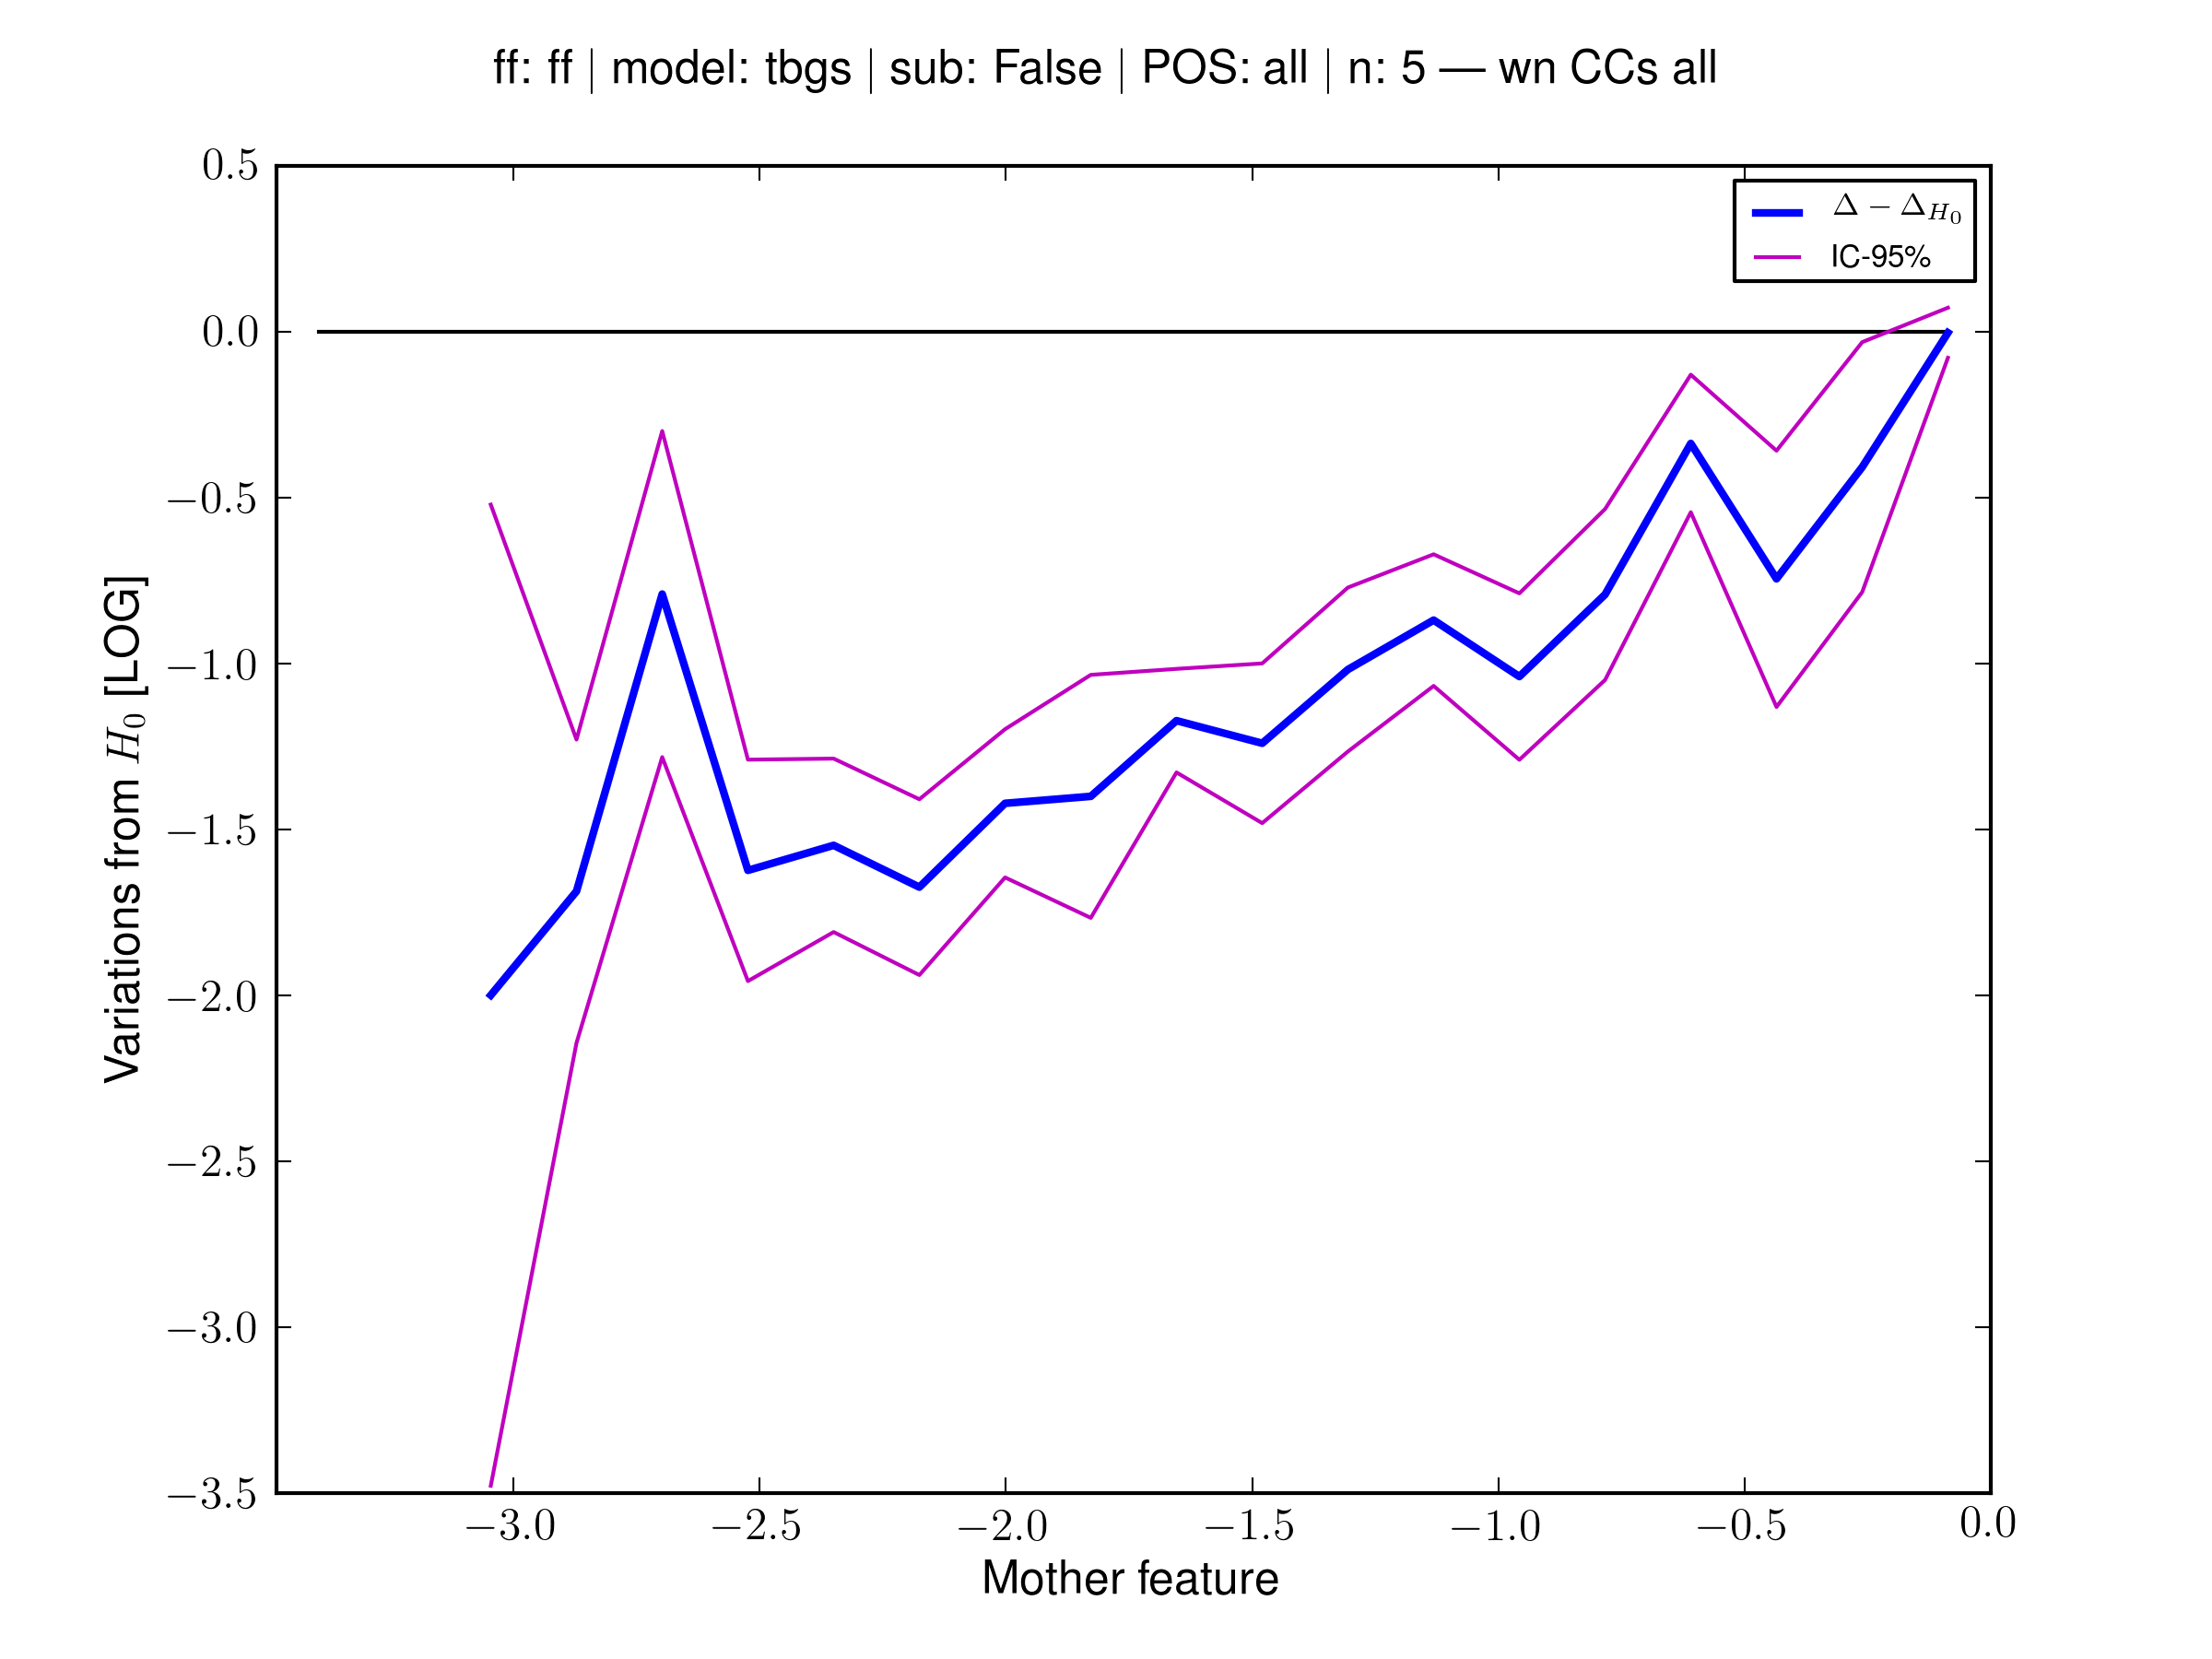 ff: ff | model: tbgs | sub: False | POS: all | n: 5 — wn CCs all
Δ − Δ_{H_0}
IC-95%
Variations from H_0 [LOG]
0.5
0.0
−0.5
−1.0
−1.5
−2.0
−2.5
−3.0
−3.5
−3.0 −2.5 −2.0 −1.5 −1.0 −0.5 0.0
Mother feature